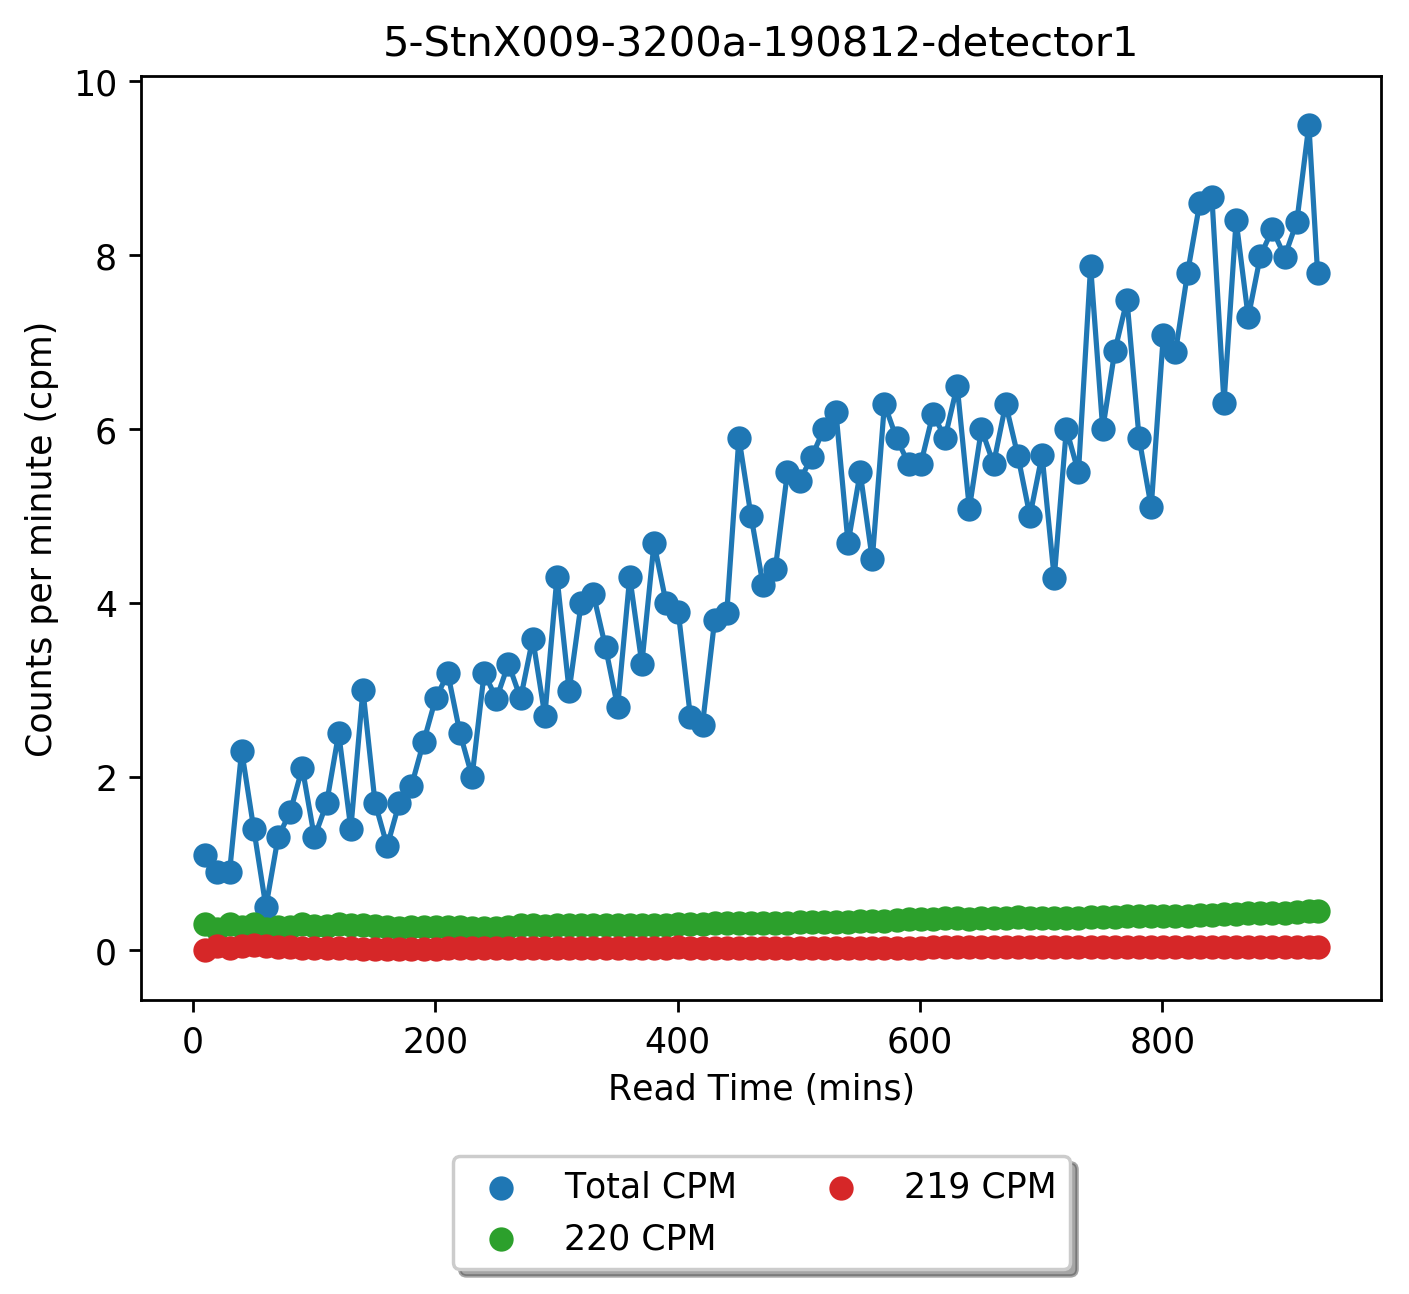 5-StnX009-3200a-190812-detector1
10
8
6
4
2
0
Counts per minute (cpm)
0 200 400 600 800
Read Time (mins)
Total CPM 219 CPM
220 CPM